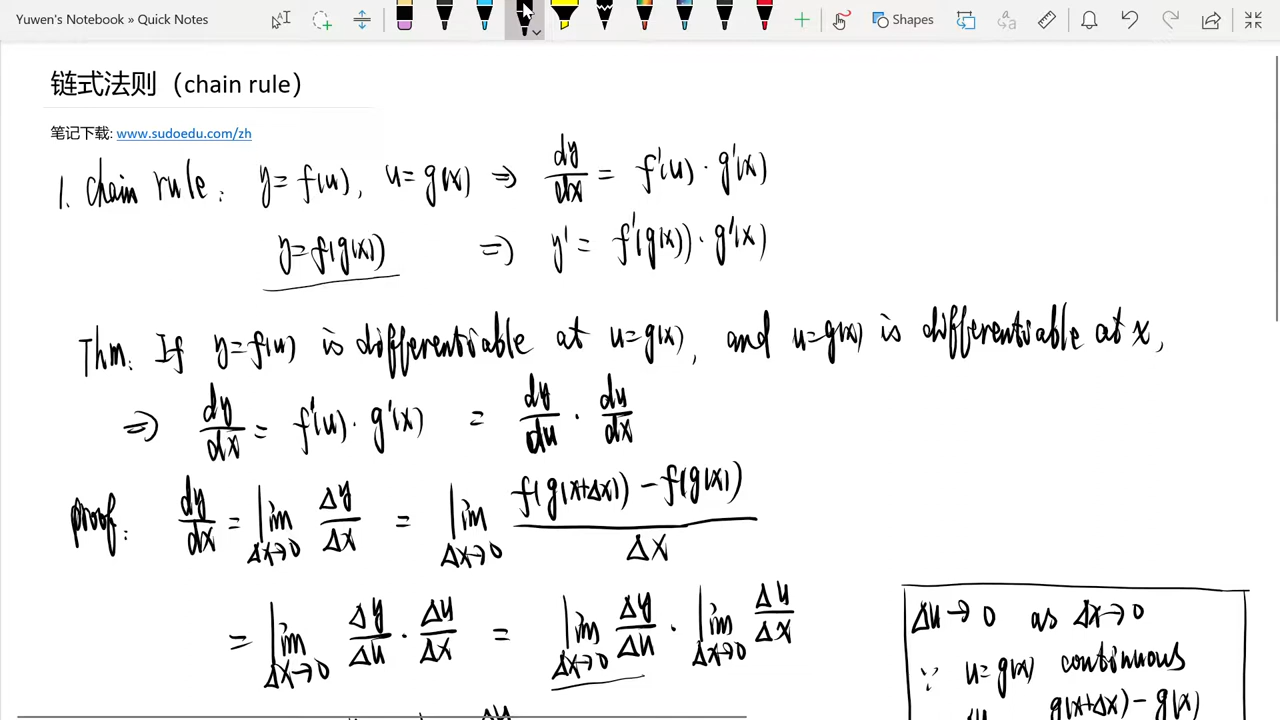 Yuwen's Notebook » Quick Notes
Shapes
链式法则（chain rule）
笔记下载: www.sudoedu.com/zh
1. Chain rule: y = f(u), u = g(x) ⇒ dy/dx = f'(u) · g'(x)
y = f(g(x)) ⇒ y' = f'(g(x)) · g'(x)
Thm: If y=f(u) is differentiable at u=g(x), and u=g(x) is differentiable at x,
⇒ dy/dx = f'(u) · g'(x) = dy/du · du/dx
proof: dy/dx = lim Δx→0 Δy/Δx = lim Δx→0 (f(g(x+Δx)) − f(g(x)))/Δx
= lim Δx→0 Δy/Δu · Δu/Δx = lim Δx→0 Δy/Δu · lim Δx→0 Δu/Δx
Δu→0 as Δx→0
∵ u=g(x) continuous
g(x+Δx) − g(x)
Δu